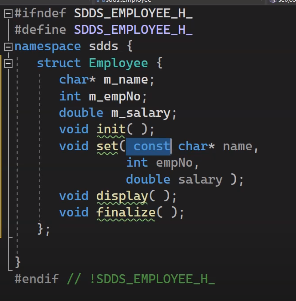 #ifndef SDDS_EMPLOYEE_H_
#define SDDS_EMPLOYEE_H_
namespace sdds {
struct Employee {
char* m_name;
int m_empNo;
double m_salary;
void init( );
void set( const char* name,
int empNo,
double salary );
void display( );
void finalize( );
};
}
#endif // !SDDS_EMPLOYEE_H_